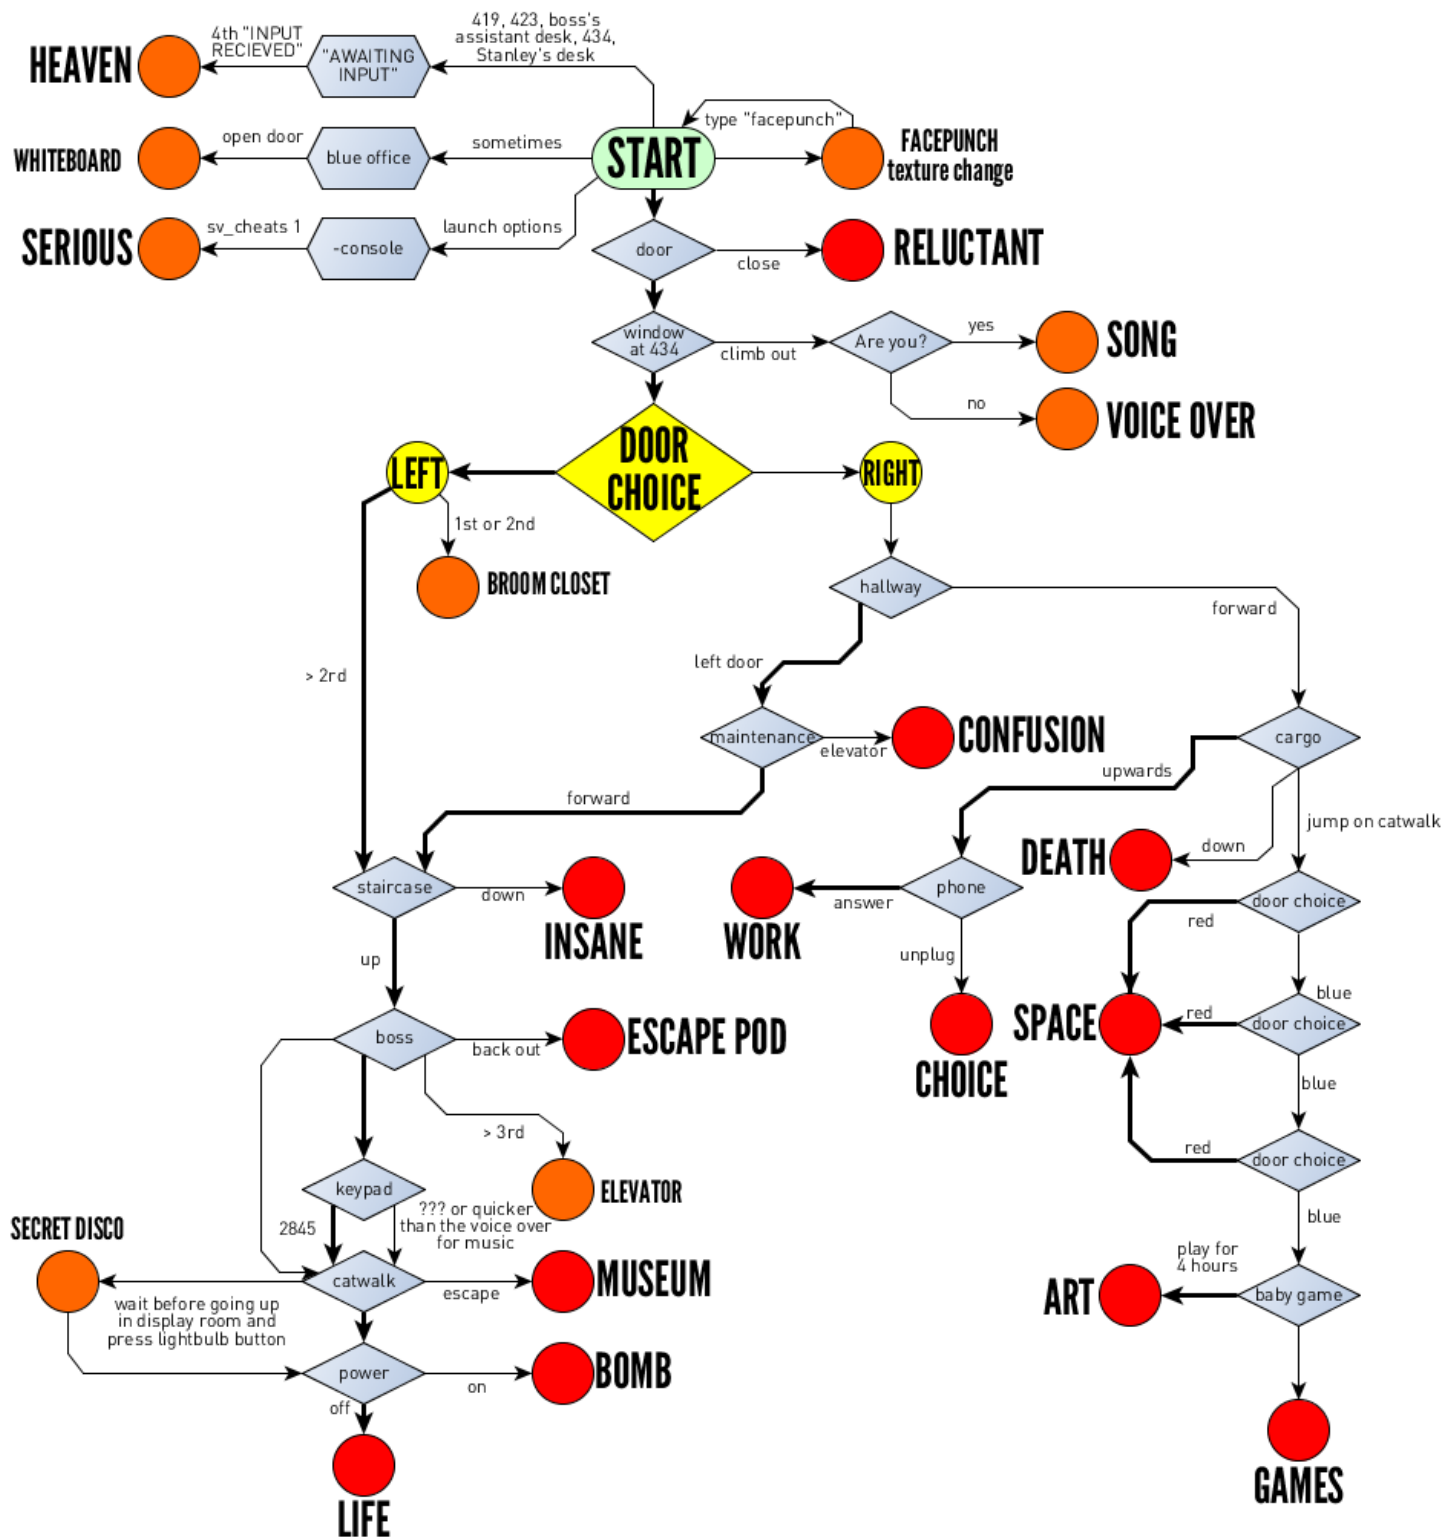 419, 423, boss's
assistant desk, 434,
Stanley's desk
4th "INPUT
RECIEVED"
HEAVEN
"AWAITING
INPUT"
type "facepunch"
open door
sometimes
WHITEBOARD
blue office
START
FACEPUNCH
texture change
sv_cheats 1
launch options
SERIOUS
-console
door
close
RELUCTANT
window
at 434
climb out
Are you?
yes
SONG
no
VOICE OVER
DOOR
CHOICE
LEFT
RIGHT
1st or 2nd
BROOM CLOSET
hallway
forward
left door
> 2rd
maintenance
elevator
CONFUSION
cargo
upwards
forward
jump on catwalk
down
DEATH
staircase
down
INSANE
phone
answer
WORK
door choice
red
unplug
up
blue
boss
back out
ESCAPE POD
CHOICE
SPACE
red
door choice
blue
> 3rd
red
door choice
keypad
ELEVATOR
2845
??? or quicker
than the voice over
for music
blue
SECRET DISCO
play for
4 hours
catwalk
escape
MUSEUM
ART
baby game
wait before going up
in display room and
press lightbulb button
power
on
BOMB
off
LIFE
GAMES